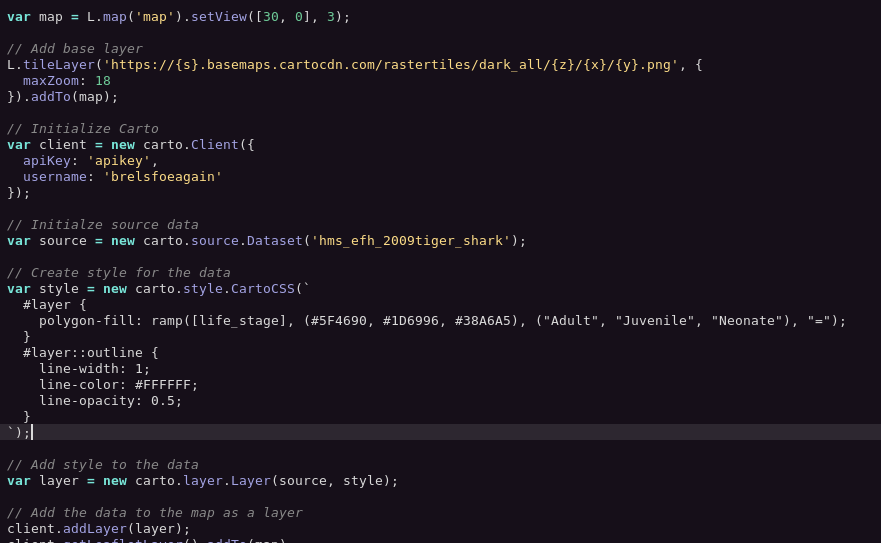 var map = L.map('map').setView([30, 0], 3);

// Add base layer
L.tileLayer('https://{s}.basemaps.cartocdn.com/rastertiles/dark_all/{z}/{x}/{y}.png', {
  maxZoom: 18
}).addTo(map);

// Initialize Carto
var client = new carto.Client({
  apiKey: 'apikey',
  username: 'brelsfoeagain'
});

// Initialze source data
var source = new carto.source.Dataset('hms_efh_2009tiger_shark');

// Create style for the data
var style = new carto.style.CartoCSS(`
  #layer {
    polygon-fill: ramp([life_stage], (#5F4690, #1D6996, #38A6A5), ("Adult", "Juvenile", "Neonate"), "=");
  }
  #layer::outline {
    line-width: 1;
    line-color: #FFFFFF;
    line-opacity: 0.5;
  }
`);

// Add style to the data
var layer = new carto.layer.Layer(source, style);

// Add the data to the map as a layer
client.addLayer(layer);
client.getLeafletLayer().addTo(map)